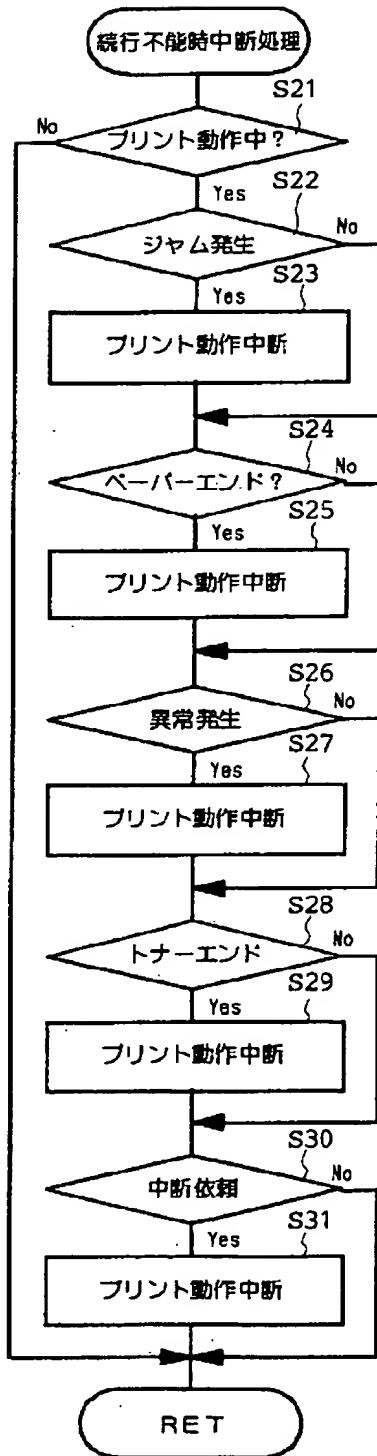 続行不能時中断処理
S21
No
プリント動作中?
Yes
S22
ジャム発生
No
Yes
S23
プリント動作中断
S24
ペーパーエンド?
No
Yes
S25
プリント動作中断
S26
異常発生
No
Yes
S27
プリント動作中断
S28
トナーエンド
No
Yes
S29
プリント動作中断
S30
中断依頼
No
Yes
S31
プリント動作中断
RET